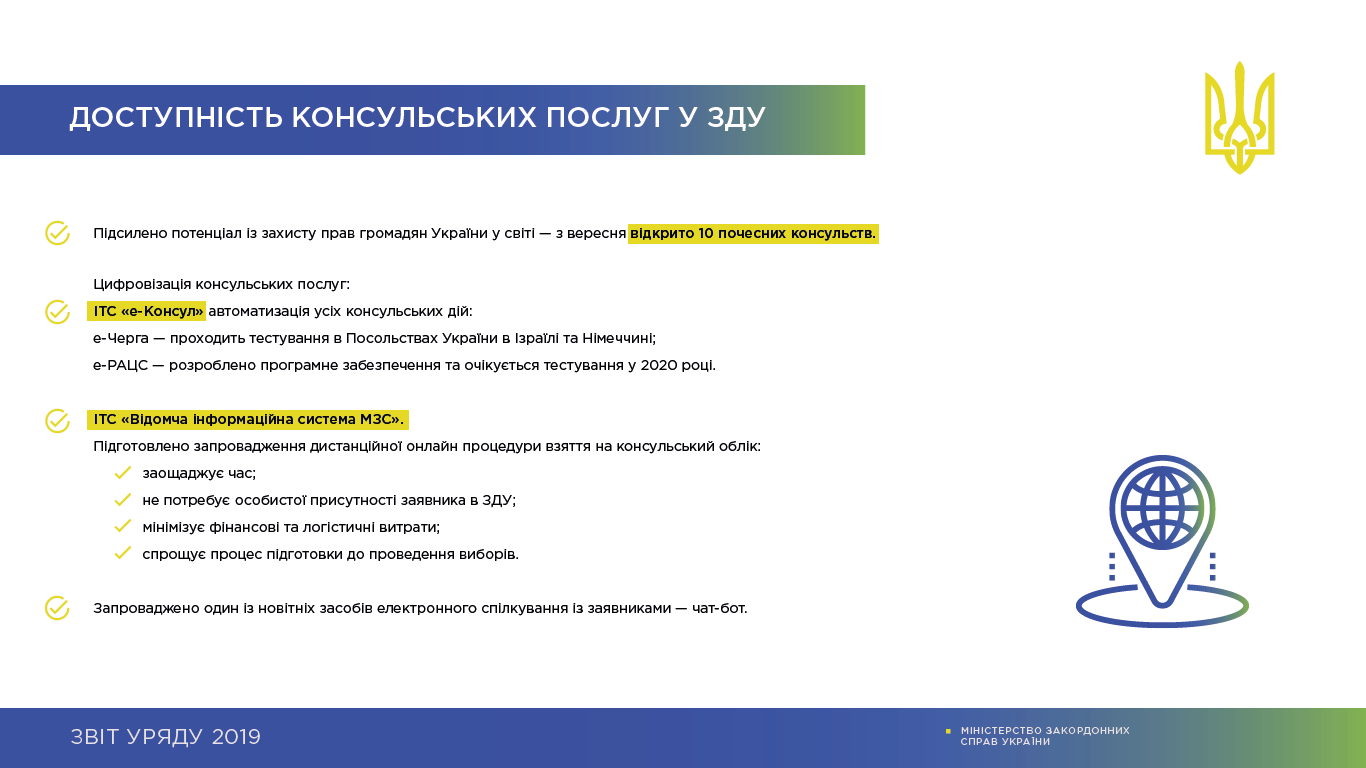 ДОСТУПНІСТЬ КОНСУЛЬСЬКИХ ПОСЛУГ У ЗДУ
Підсилено потенціал із захисту прав громадян України у світі — з вересня відкрито 10 почесних консульств.
Цифровізація консульських послуг:
ІТС «е-Консул» автоматизація усіх консульських дій:
е-Черга — проходить тестування в Посольствах України в Ізраїлі та Німеччині;
е-РАЦС — розроблено програмне забезпечення та очікується тестування у 2020 році.
ІТС «Відомча інформаційна система МЗС».
Підготовлено запровадження дистанційної онлайн процедури взяття на консульський облік:
заощаджує час;
не потребує особистої присутності заявника в ЗДУ;
мінімізує фінансові та логістичні витрати;
спрощує процес підготовки до проведення виборів.
Запроваджено один із новітніх засобів електронного спілкування із заявниками — чат-бот.
ЗВІТ УРЯДУ 2019
МІНІСТЕРСТВО ЗАКОРДОННИХ
СПРАВ УКРАЇНИ